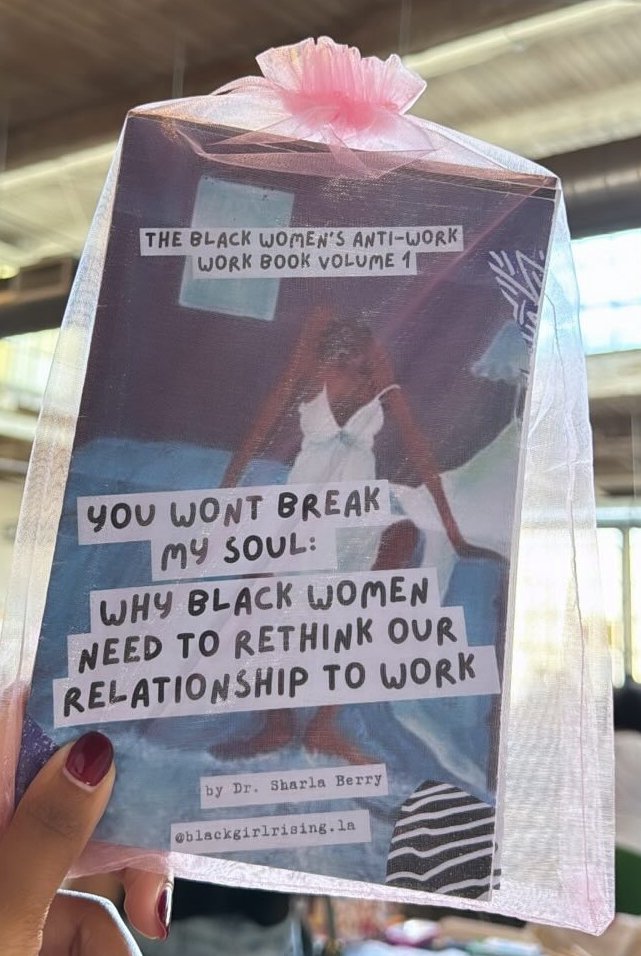 THE BLACK WOMEN'S ANTI-WORK
WORK BOOK VOLUME 1
YOU WONT BREAK
MY SOUL:
WHY BLACK WOMEN
NEED TO RETHINK OUR
RELATIONSHIP TO WORK
by Dr. Sharla Berry
@blackgirlrising.la